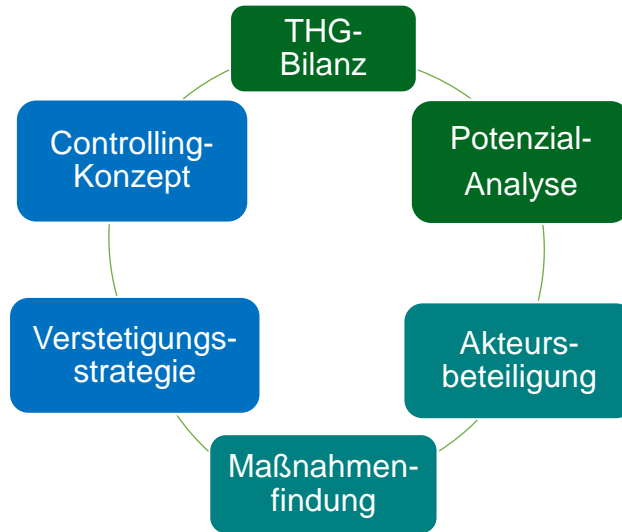 THG-
Bilanz
Potenzial-
Analyse
Akteurs-
beteiligung
Maßnahmen-
findung
Verstetigungs-
strategie
Controlling-
Konzept